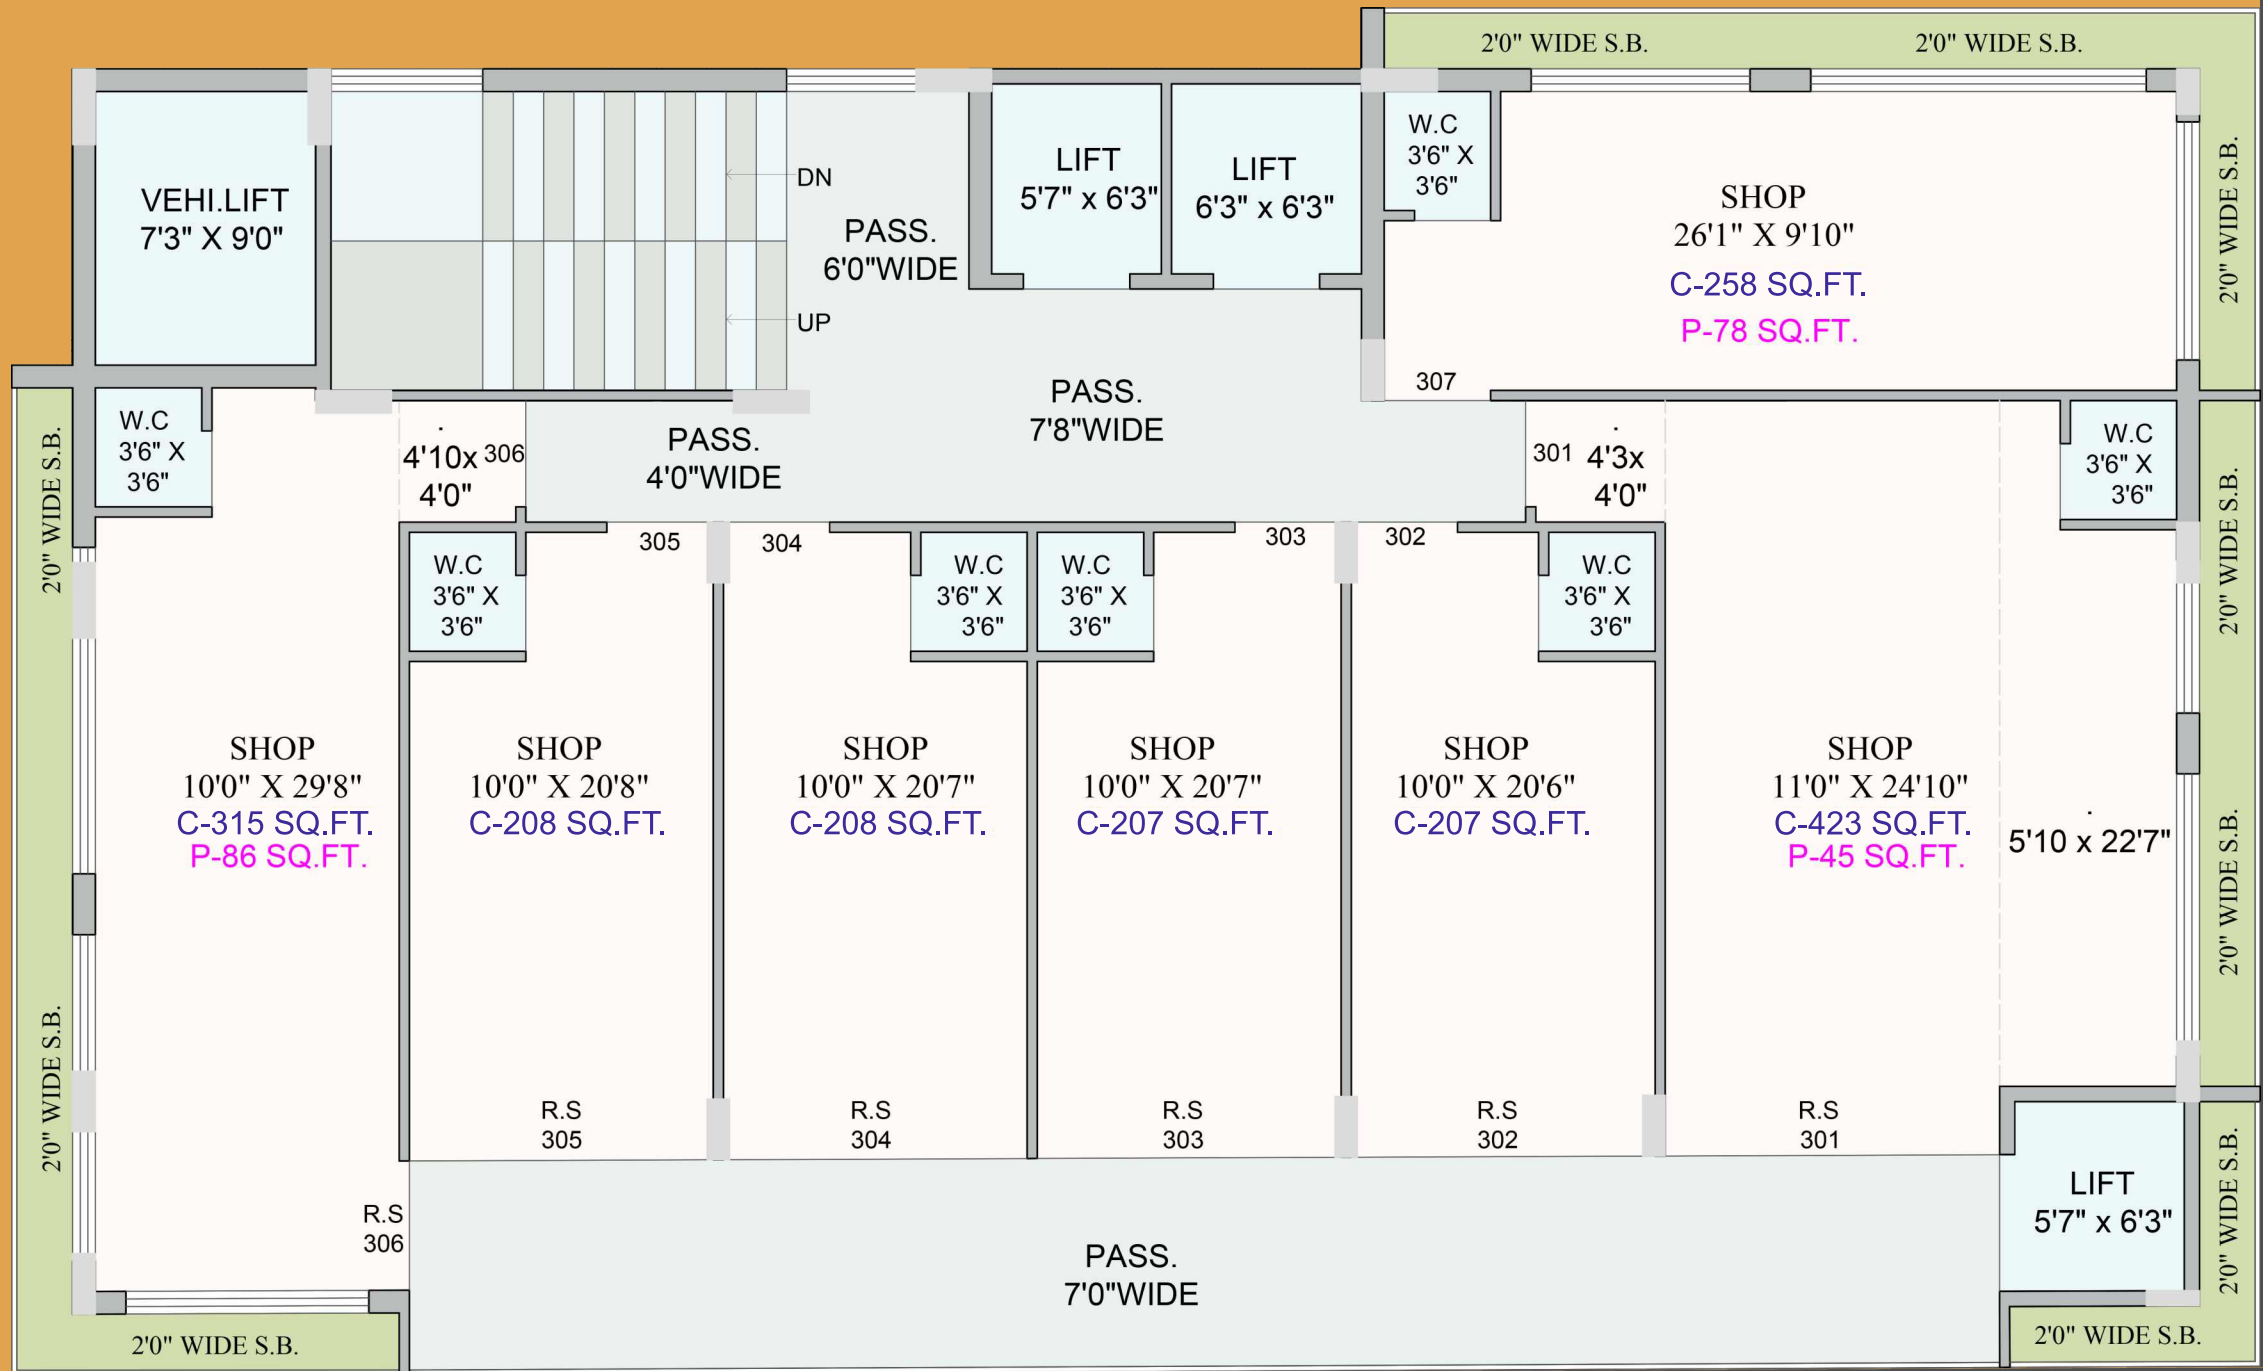 2'0" WIDE S.B.
2'0" WIDE S.B.
VEHI.LIFT
7'3" X 9'0"
DN
UP
PASS.
6'0"WIDE
LIFT
5'7" x 6'3"
LIFT
6'3" x 6'3"
W.C
3'6" X
3'6"
SHOP
26'1" X 9'10"
C-258 SQ.FT.
P-78 SQ.FT.
2'0" WIDE S.B.
307
W.C
3'6" X
3'6"
2'0" WIDE S.B.
.
4'10x
4'0"
306
PASS.
4'0"WIDE
PASS.
7'8"WIDE
301
.
4'3x
4'0"
W.C
3'6" X
3'6"
2'0" WIDE S.B.
305
304
303
302
W.C
3'6" X
3'6"
W.C
3'6" X
3'6"
W.C
3'6" X
3'6"
W.C
3'6" X
3'6"
SHOP
10'0" X 29'8"
C-315 SQ.FT.
P-86 SQ.FT.
SHOP
10'0" X 20'8"
C-208 SQ.FT.
SHOP
10'0" X 20'7"
C-208 SQ.FT.
SHOP
10'0" X 20'7"
C-207 SQ.FT.
SHOP
10'0" X 20'6"
C-207 SQ.FT.
SHOP
11'0" X 24'10"
C-423 SQ.FT.
P-45 SQ.FT.
.
5'10 x 22'7"
2'0" WIDE S.B.
2'0" WIDE S.B.
R.S
305
R.S
304
R.S
303
R.S
302
R.S
301
R.S
306
PASS.
7'0"WIDE
LIFT
5'7" x 6'3"
2'0" WIDE S.B.
2'0" WIDE S.B.
2'0" WIDE S.B.